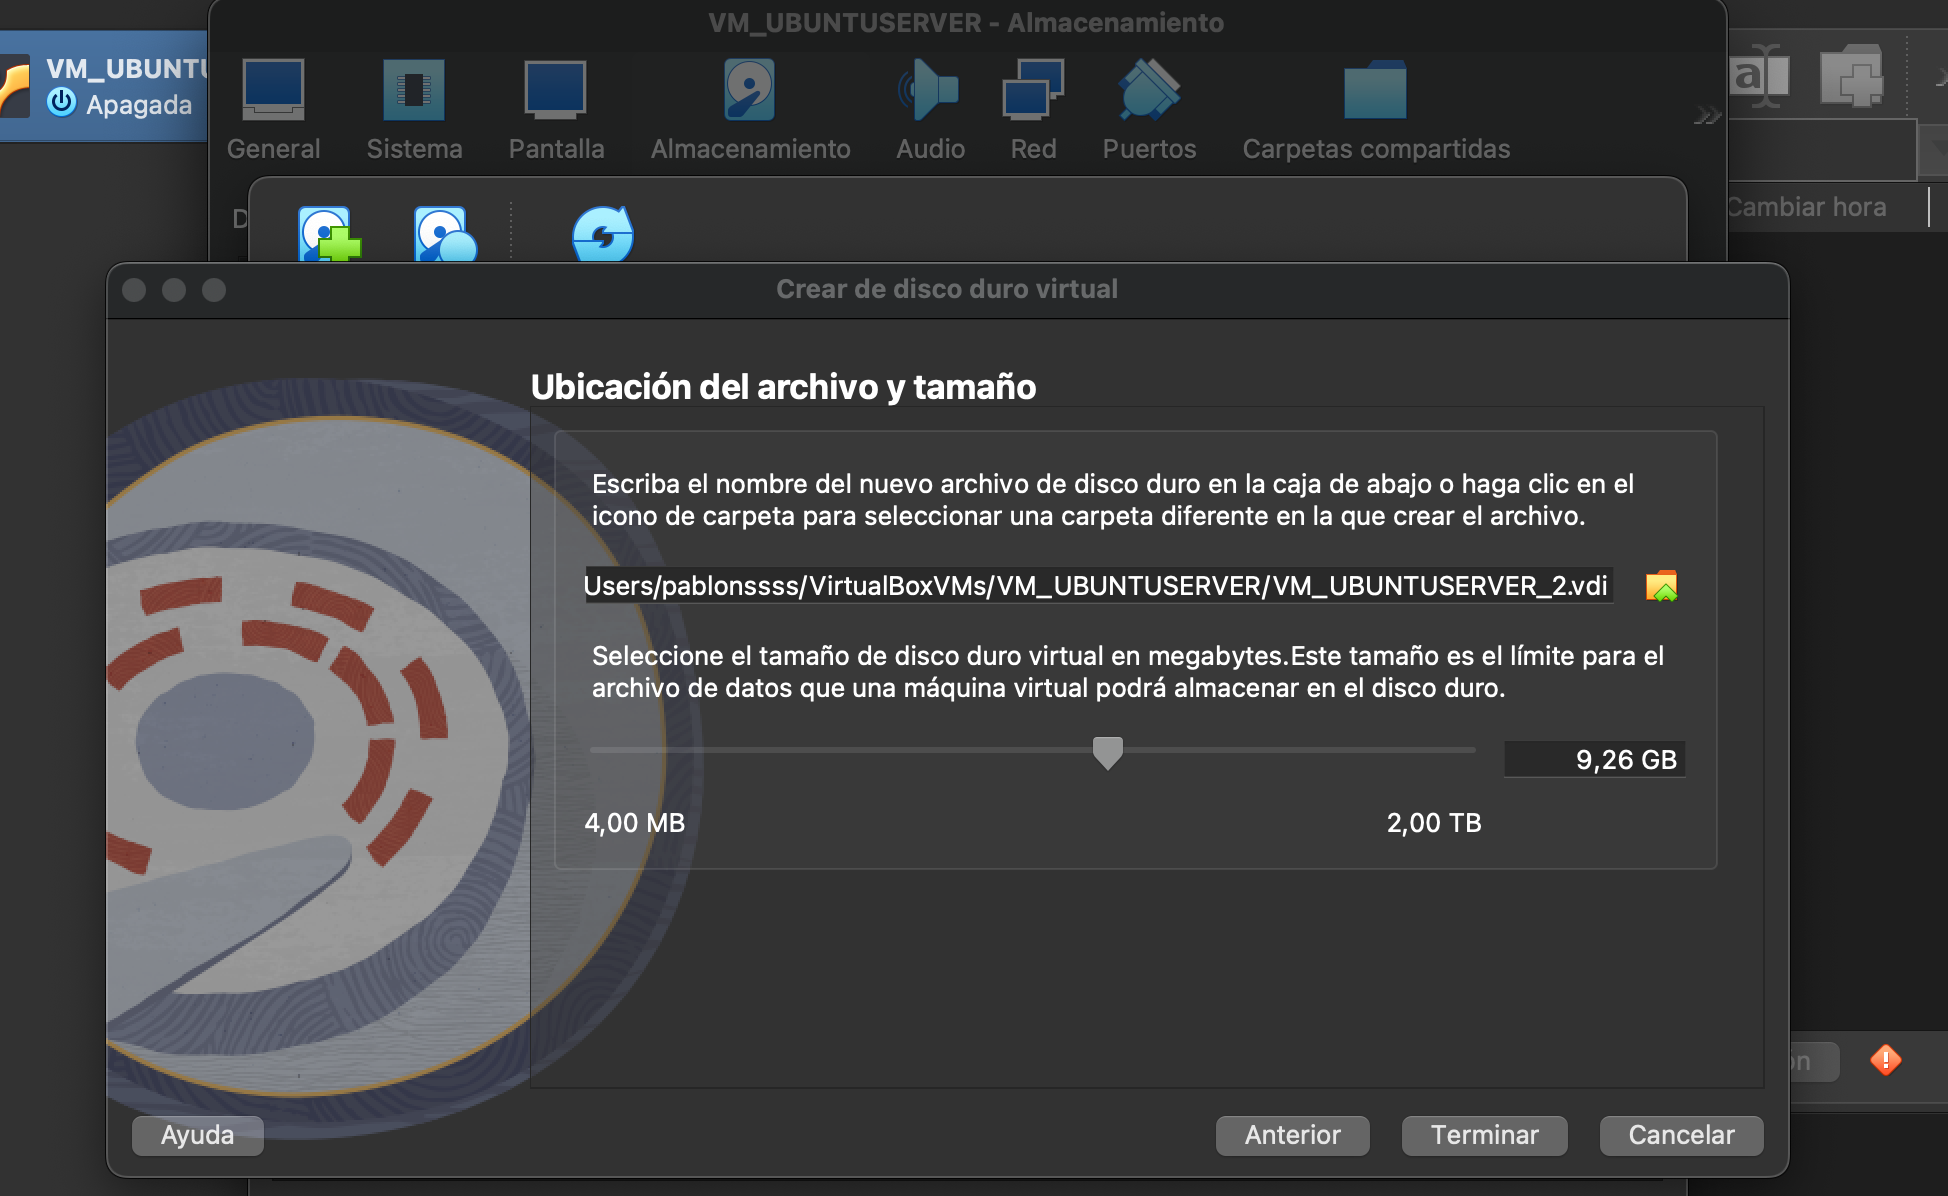 VM_UBUNTUSERVER - Almacenamiento
VM_UBUNTU
Apagada
General
Sistema
Pantalla
Almacenamiento
Audio
Red
Puertos
Carpetas compartidas
D
Cambiar hora
Crear de disco duro virtual
Ubicación del archivo y tamaño
Escriba el nombre del nuevo archivo de disco duro en la caja de abajo o haga clic en el
icono de carpeta para seleccionar una carpeta diferente en la que crear el archivo.
Users/pablonssss/VirtualBoxVMs/VM_UBUNTUSERVER/VM_UBUNTUSERVER_2.vdi
Seleccione el tamaño de disco duro virtual en megabytes.Este tamaño es el límite para el
archivo de datos que una máquina virtual podrá almacenar en el disco duro.
9,26 GB
4,00 MB
2,00 TB
Ayuda
Anterior
Terminar
Cancelar